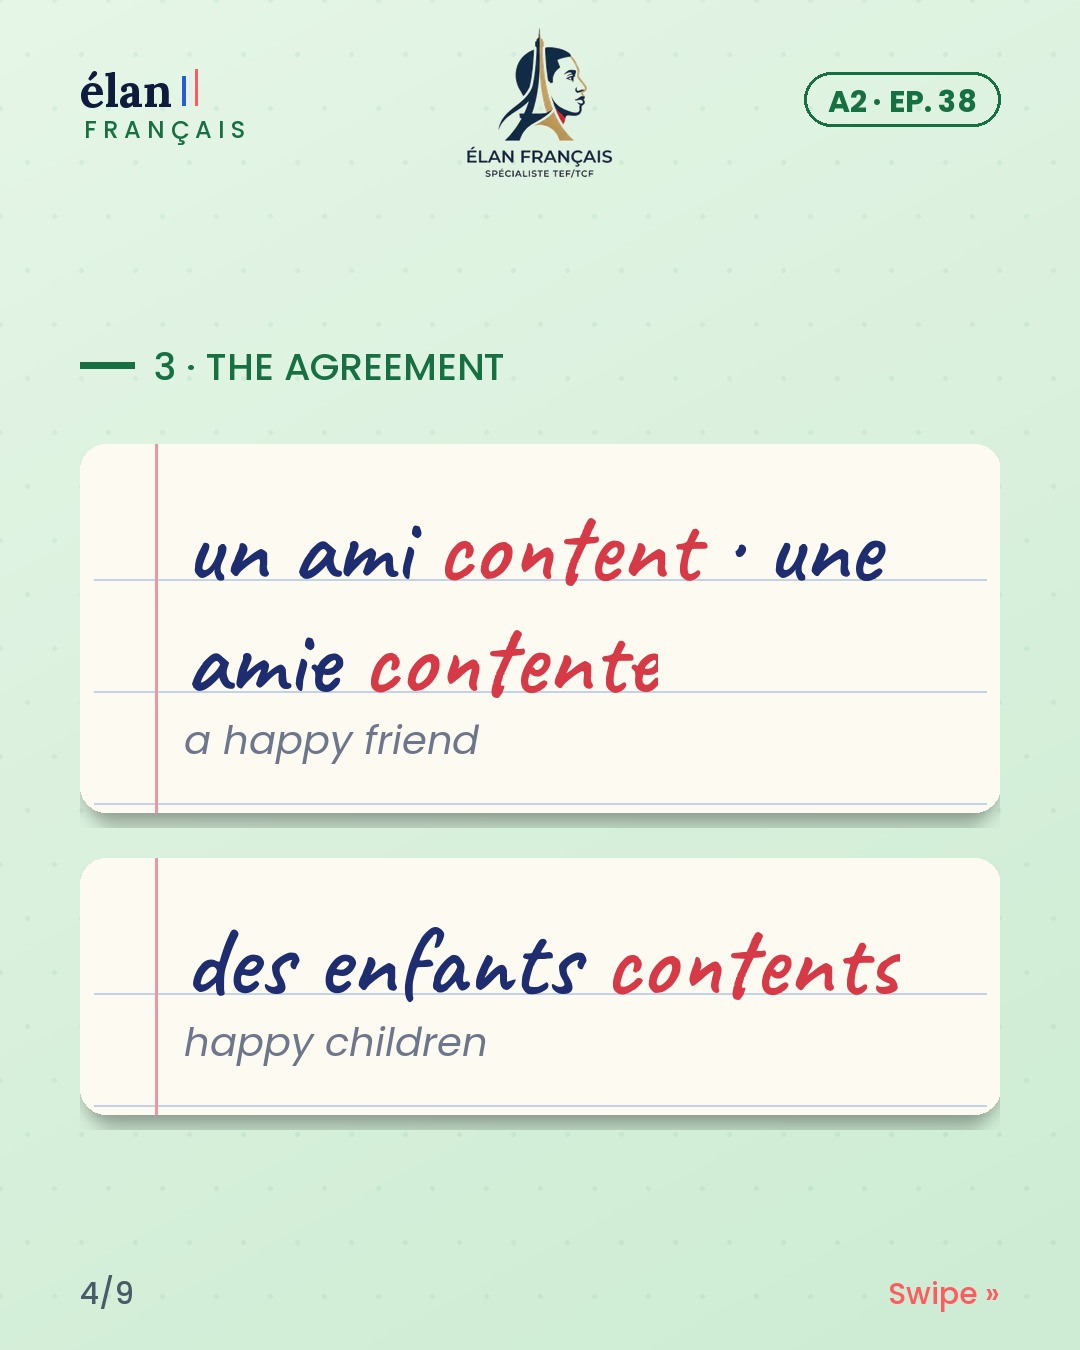 élan
FRANÇAIS
ÉLAN FRANÇAIS
SPÉCIALISTE TEF/TCF
A2 · EP. 38
3 · THE AGREEMENT
un ami content · une
amie contente
a happy friend
des enfants contents
happy children
4/9
Swipe »